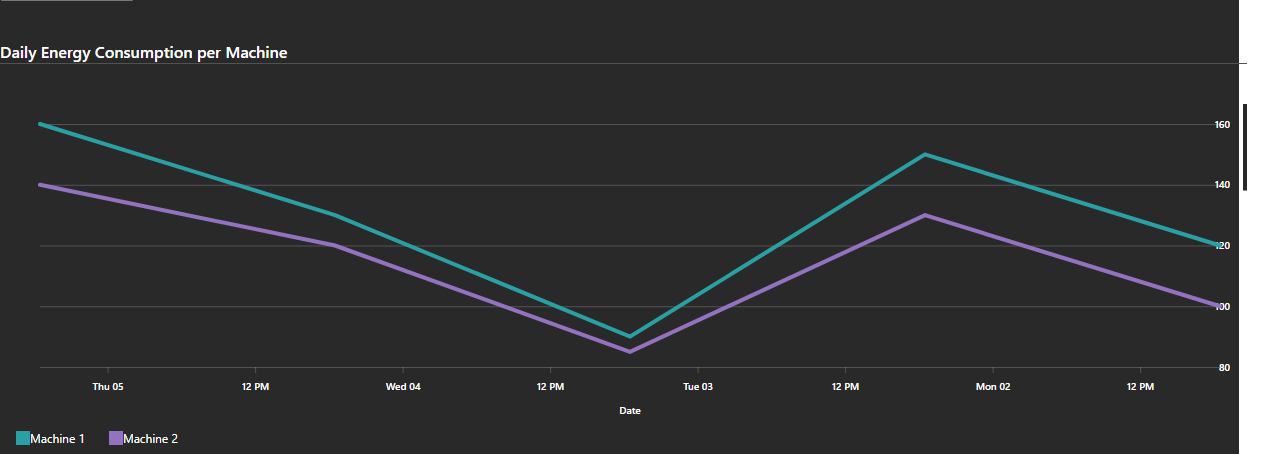 Daily Energy Consumption per Machine
160
140
120
100
80
Thu 05 12 PM Wed 04 12 PM Tue 03 12 PM Mon 02 12 PM
Date
Machine 1 Machine 2